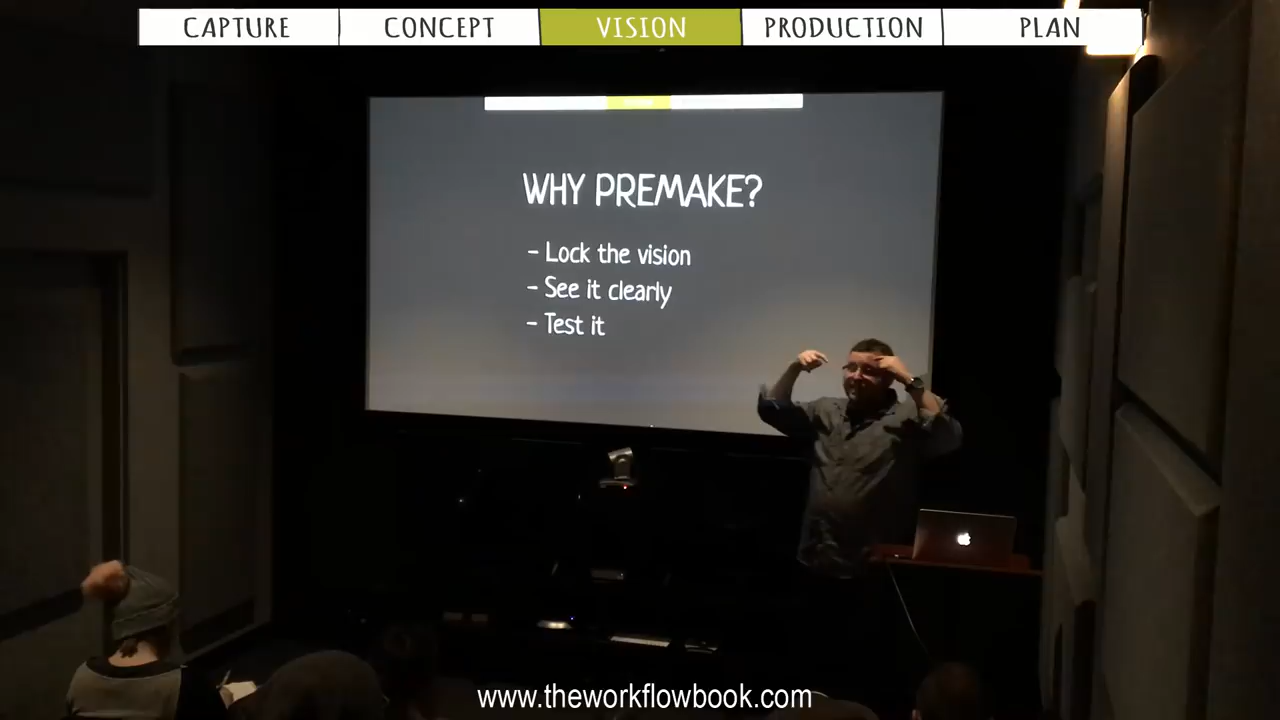 CAPTURE CONCEPT VISION PRODUCTION PLAN
WHY PREMAKE?
- Lock the vision
- See it clearly
- Test it
www.theworkflowbook.com